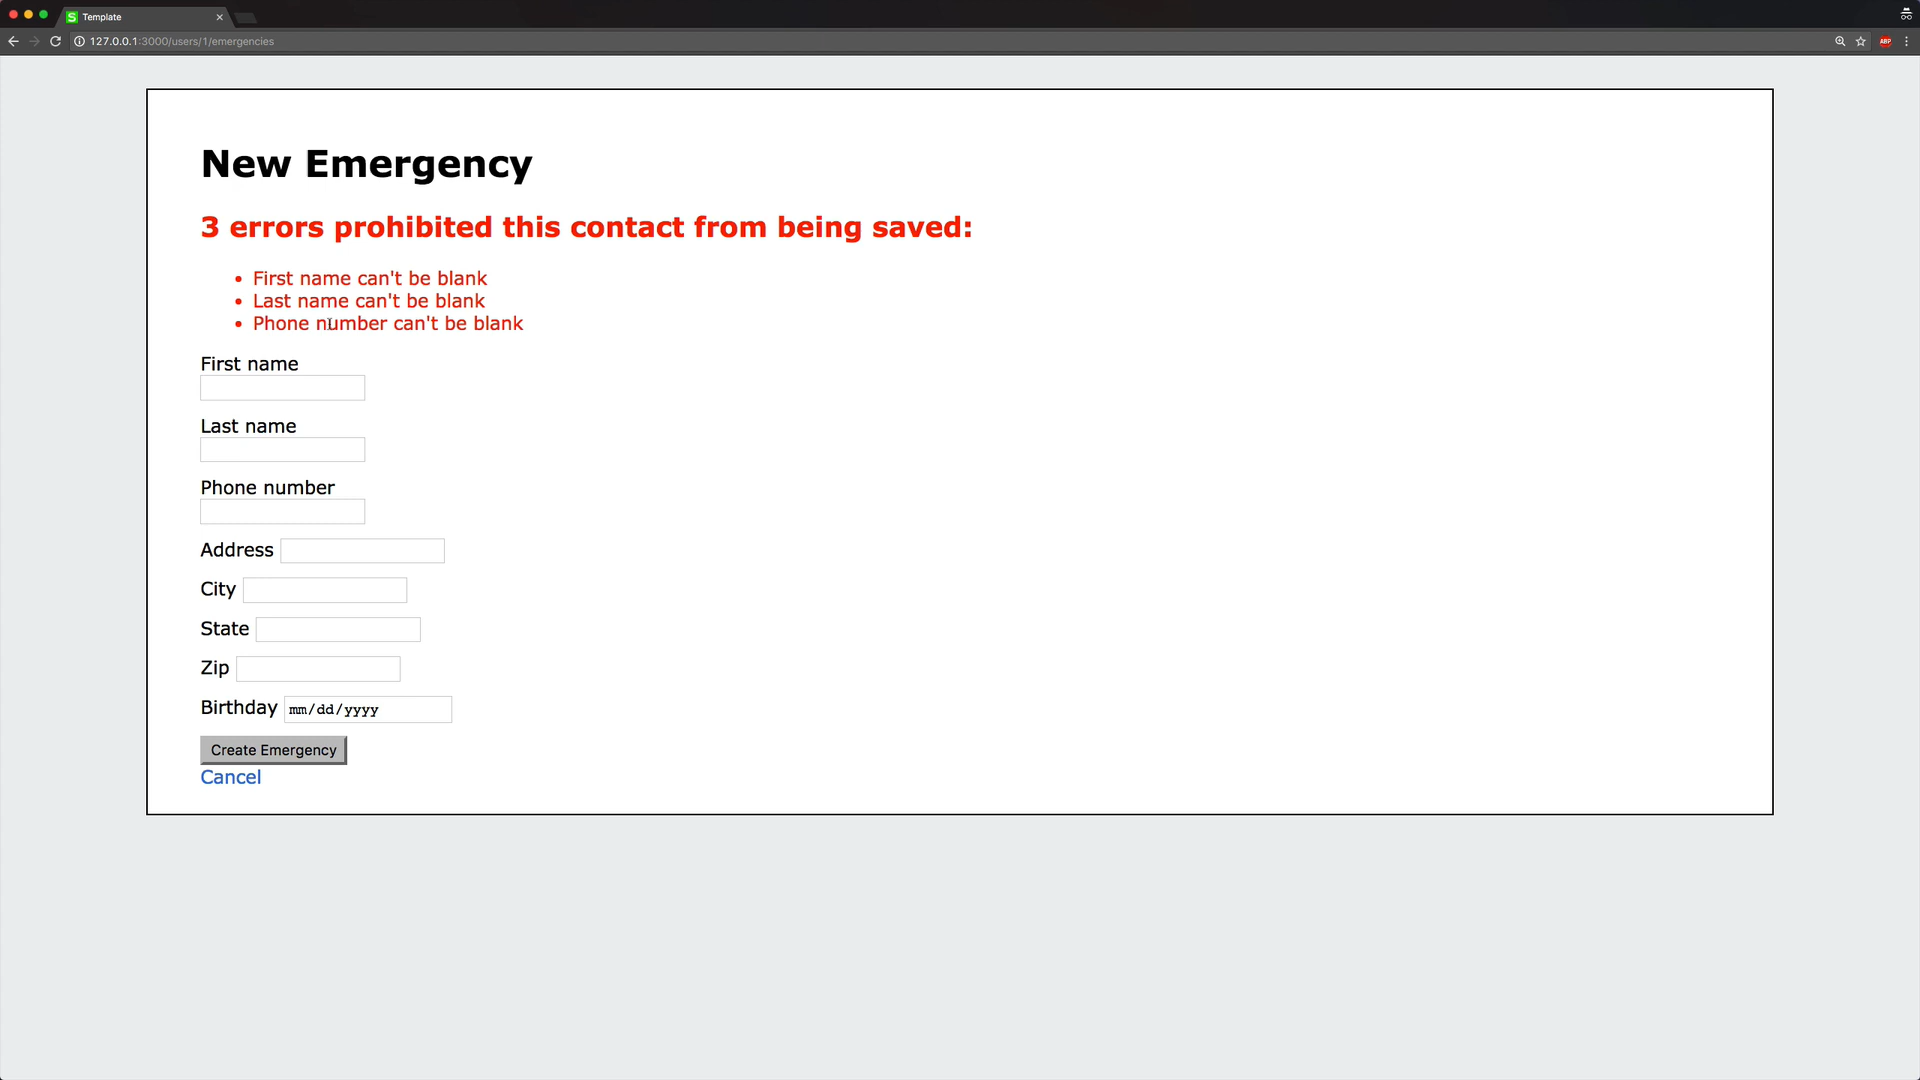 S Template
127.0.0.1:3000/users/1/emergencies
ABP
New Emergency
3 errors prohibited this contact from being saved:
• First name can't be blank
• Last name can't be blank
• Phone number can't be blank
First name
Last name
Phone number
Address
City
State
Zip
Birthday mm/dd/yyyy
Create Emergency
Cancel